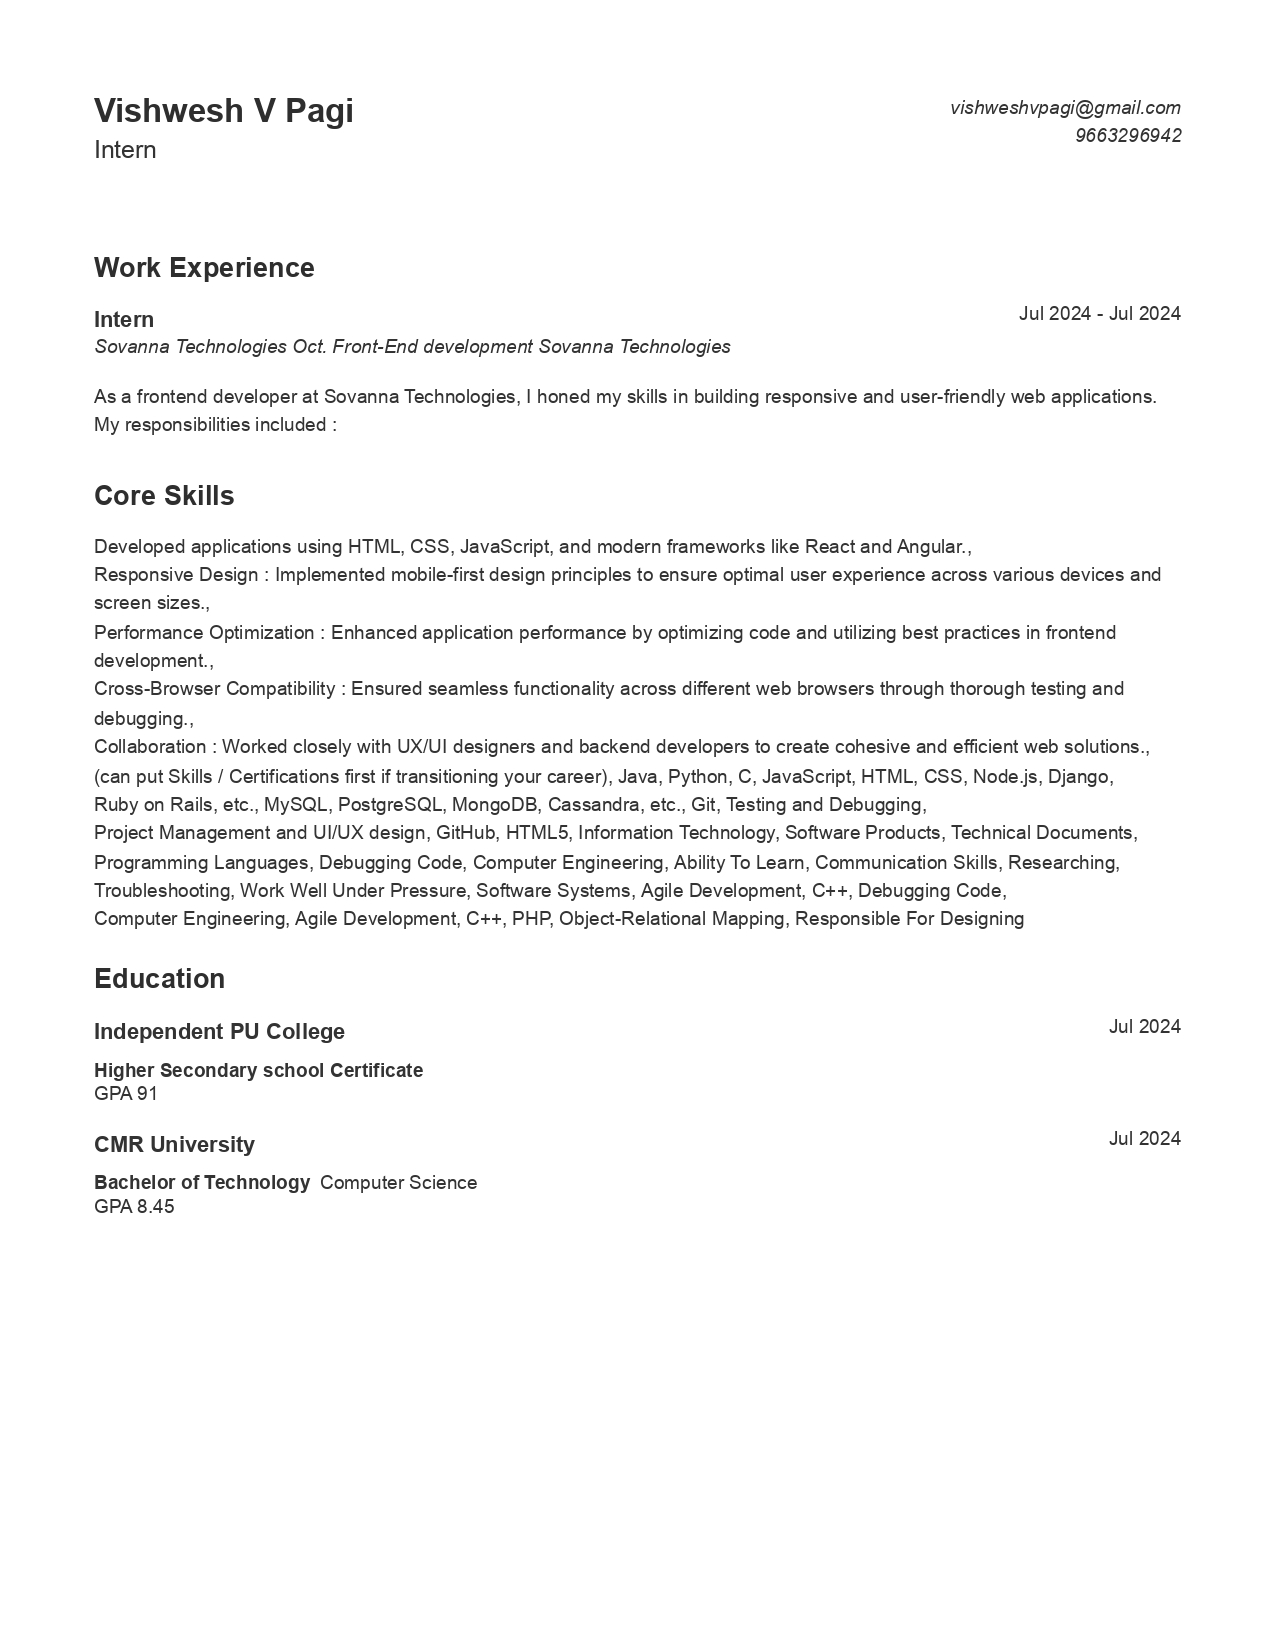 Vishwesh V Pagi
vishweshvpagi@gmail.com
Intern
9663296942
Work Experience
Intern
Jul 2024 - Jul 2024
Sovanna Technologies Oct. Front-End development Sovanna Technologies
As a frontend developer at Sovanna Technologies, I honed my skills in building responsive and user-friendly web applications.
My responsibilities included :
Core Skills
Developed applications using HTML, CSS, JavaScript, and modern frameworks like React and Angular.,
Responsive Design : Implemented mobile-first design principles to ensure optimal user experience across various devices and
screen sizes.,
Performance Optimization : Enhanced application performance by optimizing code and utilizing best practices in frontend
development.,
Cross-Browser Compatibility : Ensured seamless functionality across different web browsers through thorough testing and
debugging.,
Collaboration : Worked closely with UX/UI designers and backend developers to create cohesive and efficient web solutions.,
(can put Skills / Certifications first if transitioning your career), Java, Python, C, JavaScript, HTML, CSS, Node.js, Django,
Ruby on Rails, etc., MySQL, PostgreSQL, MongoDB, Cassandra, etc., Git, Testing and Debugging,
Project Management and UI/UX design, GitHub, HTML5, Information Technology, Software Products, Technical Documents,
Programming Languages, Debugging Code, Computer Engineering, Ability To Learn, Communication Skills, Researching,
Troubleshooting, Work Well Under Pressure, Software Systems, Agile Development, C++, Debugging Code,
Computer Engineering, Agile Development, C++, PHP, Object-Relational Mapping, Responsible For Designing
Education
Independent PU College
Jul 2024
Higher Secondary school Certificate
GPA 91
CMR University
Jul 2024
Bachelor of Technology Computer Science
GPA 8.45